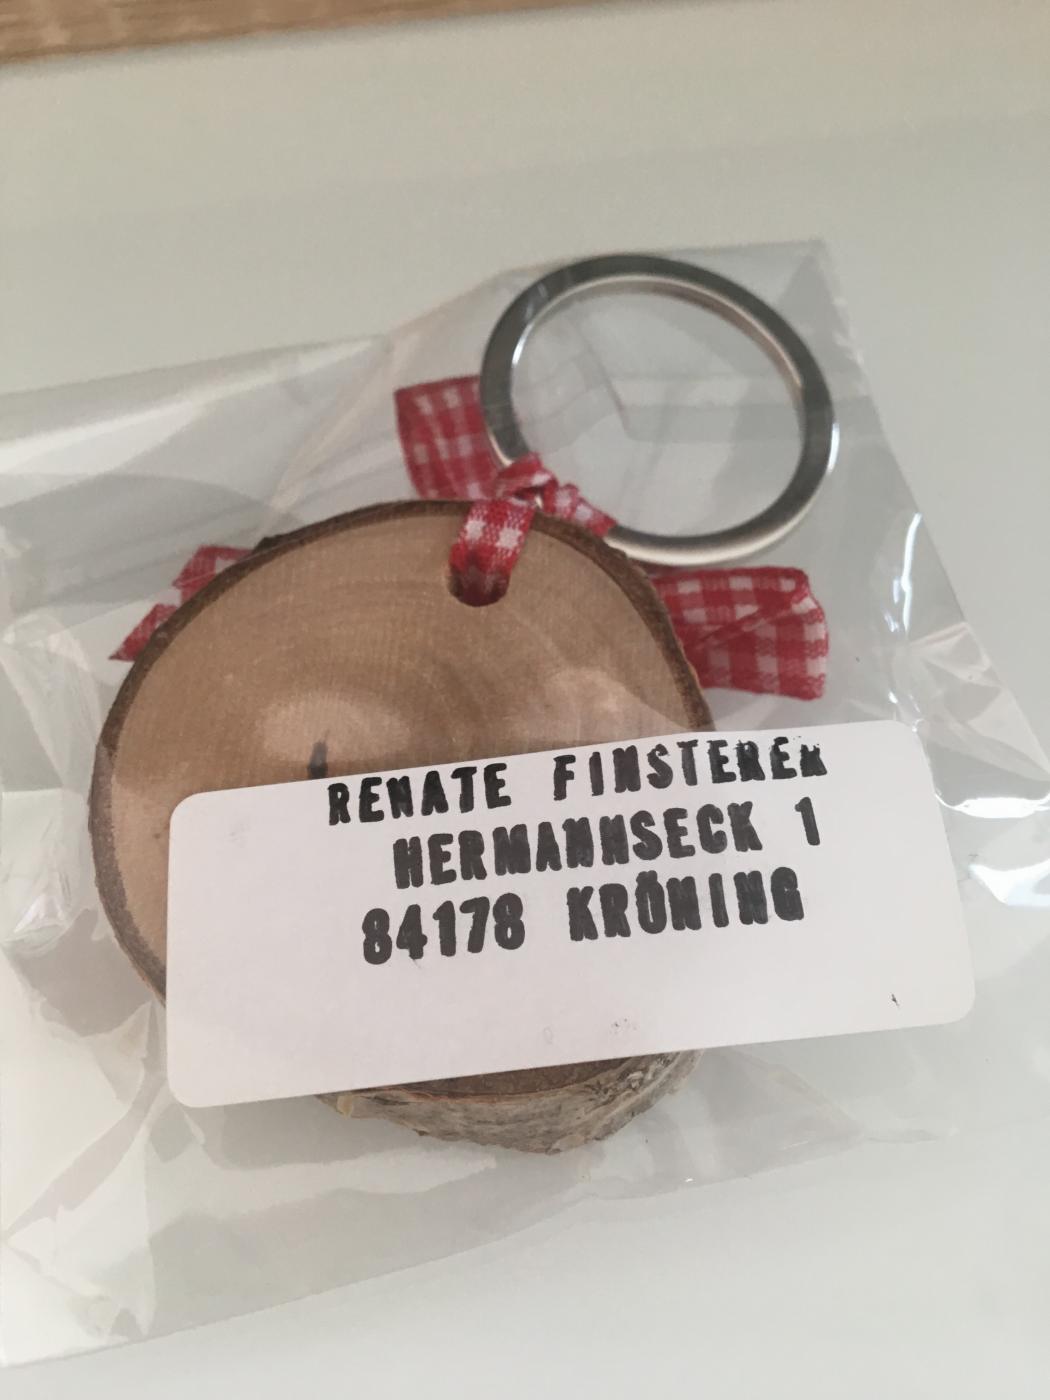 RENATE FINSTERER
HERMANNSECK 1
84178 KRÖNING